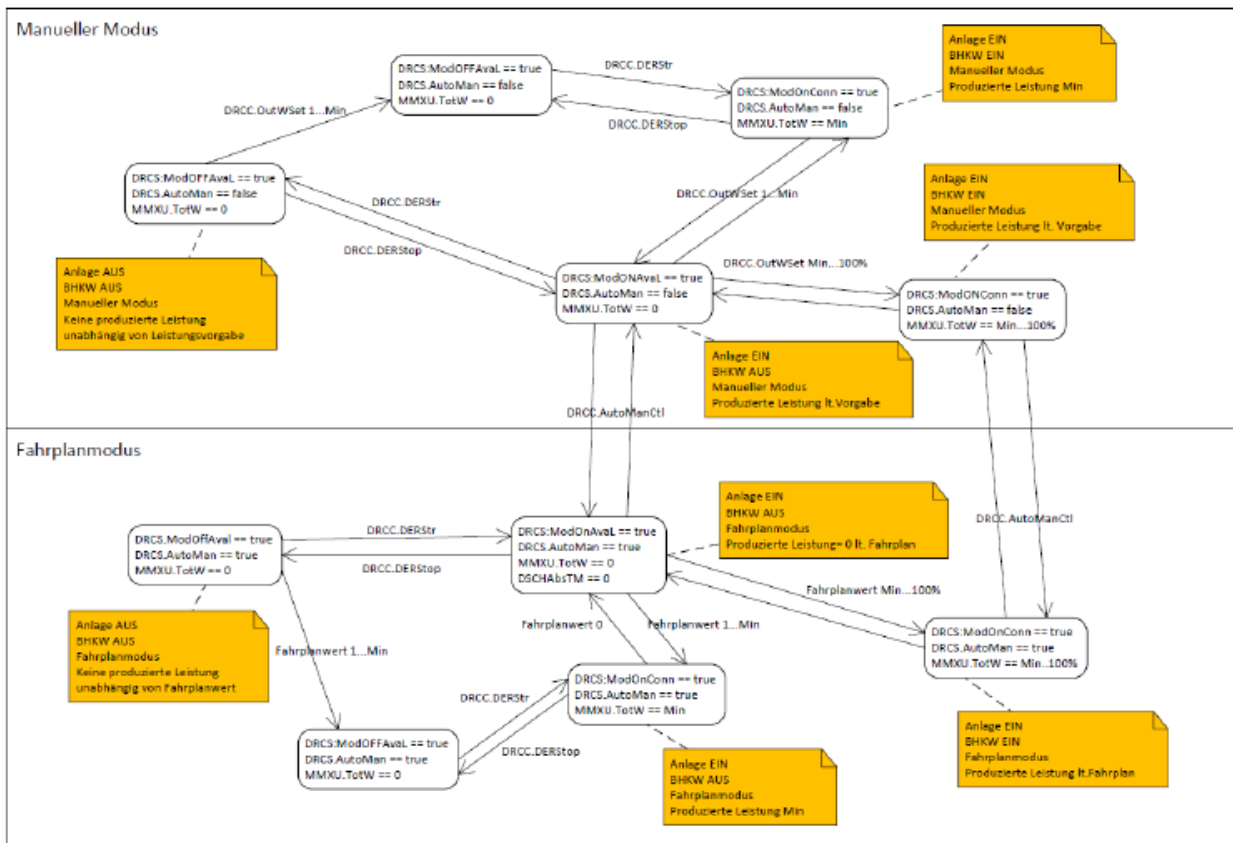 Manueller Modus
DRCS:ModOFFAvaL == true
DRCS.AutoMan == false
MMXU.TotW == 0
DRCC.DERStr
DRCC.DERStop
DRCS:ModOnConn == true
DRCS.AutoMan == false
MMXU.TotW == Min
Anlage EIN
BHKW EIN
Manueller Modus
Produzierte Leistung Min
DRCC.OutWSet 1...Min
DRCS:ModOFFAvaL == true
DRCS.AutoMan == false
MMXU.TotW == 0
DRCC.DERStr
DRCC.DERStop
DRCC.OutWSet 1...Min
Anlage EIN
BHKW EIN
Manueller Modus
Produzierte Leistung lt. Vorgabe
Anlage AUS
BHKW AUS
Manueller Modus
Keine produzierte Leistung
unabhängig von Leistungsvorgabe
DRCS:ModONAvaL == true
DRCS.AutoMan == false
MMXU.TotW == 0
DRCC.OutWSet Min...100%
DRCS:ModONConn == true
DRCS.AutoMan == false
MMXU.TotW == Min...100%
Anlage EIN
BHKW AUS
Manueller Modus
Produzierte Leistung lt.Vorgabe
DRCC.AutoManCtl
Fahrplanmodus
DRCS.ModOffAval == true
DRCS.AutoMan == true
MMXU.TotW == 0
DRCC.DERStr
DRCC.DERStop
DRCS:ModOnAvaL == true
DRCS.AutoMan == true
MMXU.TotW == 0
DSCHAbsTM == 0
Anlage EIN
BHKW AUS
Fahrplanmodus
Produzierte Leistung= 0 lt. Fahrplan
DRCC.AutoManCtl
Anlage AUS
BHKW AUS
Fahrplanmodus
Keine produzierte Leistung
unabhängig von Fahrplanwert
Fahrplanwert 1...Min
Fahrplanwert 0
Fahrplanwert 1...Min
Fahrplanwert Min...100%
DRCS:ModOnConn == true
DRCS.AutoMan == true
MMXU.TotW == Min...100%
DRCS:ModOnConn == true
DRCS.AutoMan == true
MMXU.TotW == Min
DRCC.DERStr
DRCC.DERStop
DRCS:ModOFFAvaL == true
DRCS.AutoMan == true
MMXU.TotW == 0
Anlage EIN
BHKW AUS
Fahrplanmodus
Produzierte Leistung Min
Anlage EIN
BHKW EIN
Fahrplanmodus
Produzierte Leistung lt.Fahrplan